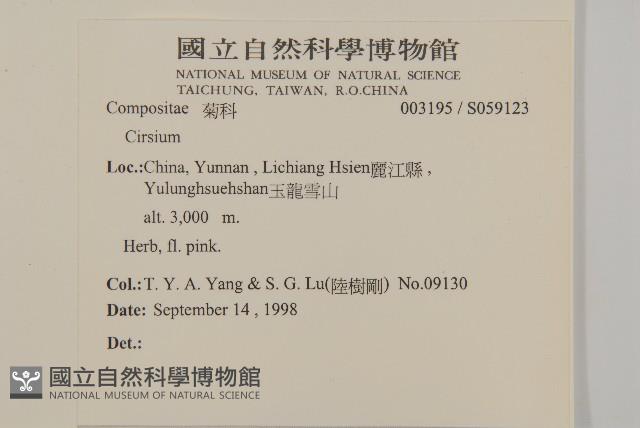 國立自然科學博物館
NATIONAL MUSEUM OF NATURAL SCIENCE
TAICHUNG, TAIWAN, R.O.CHINA
Compositae 菊科 003195 / S059123
Cirsium
Loc.:China, Yunnan , Lichiang Hsien麗江縣 ,
Yulunghsuehshan玉龍雪山
alt. 3,000 m.
Herb, fl. pink.
Col.: T. Y. A. Yang & S. G. Lu(陸樹剛) No.09130
Date: September 14 , 1998
Det.:
國立自然科學博物館
NATIONAL MUSEUM OF NATURAL SCIENCE